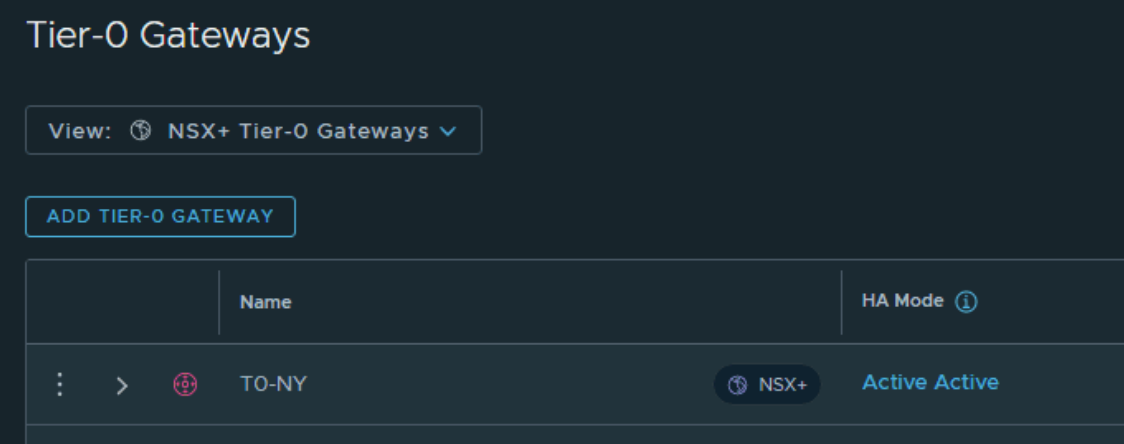 Tier-0 Gateways
View: NSX+ Tier-0 Gateways
ADD TIER-0 GATEWAY
Name HA Mode
T0-NY NSX+ Active Active